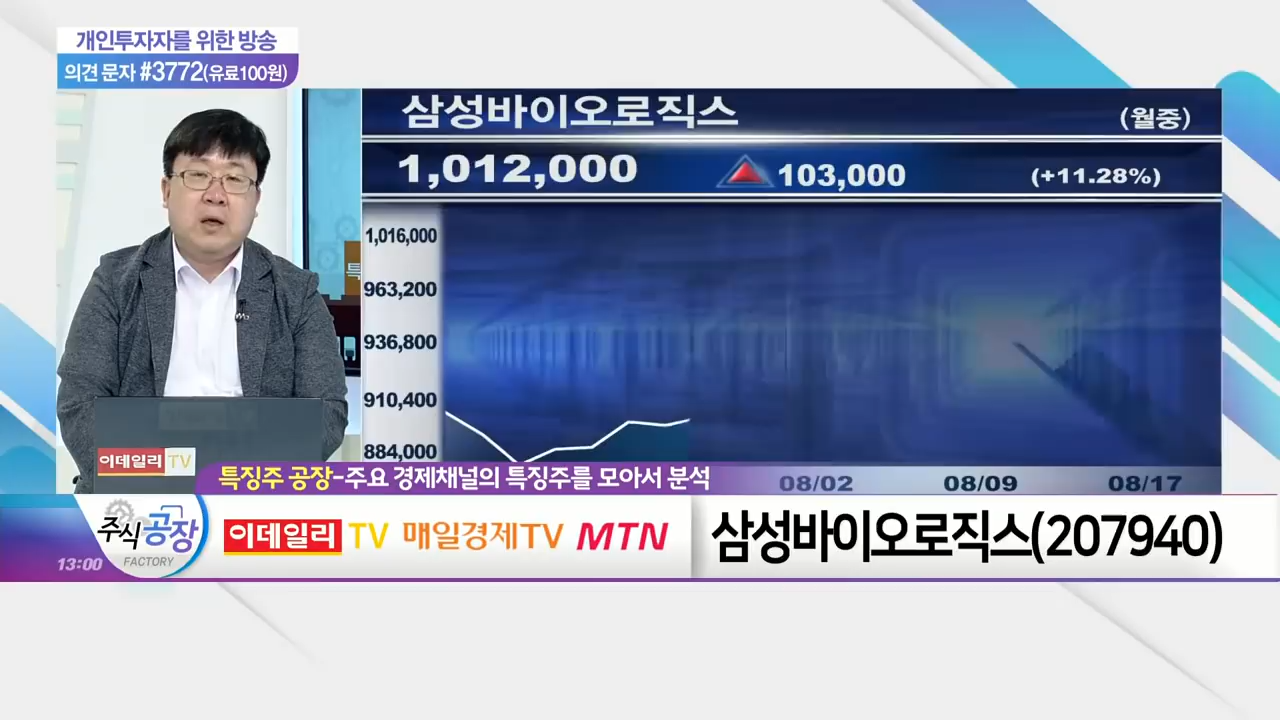 개인투자자를 위한 방송
의견 문자 #3772(유료100원)
삼성바이오로직스 (월중)
1,012,000 103,000 (+11.28%)
1,016,000
963,200
936,800
910,400
884,000
특
08/02 08/09 08/17
이데일리 TV
특징주 공장-주요 경제채널의 특징주를 모아서 분석
주식공장
FACTORY
13:00
이데일리 TV 매일경제TV MTN
삼성바이오로직스(207940)